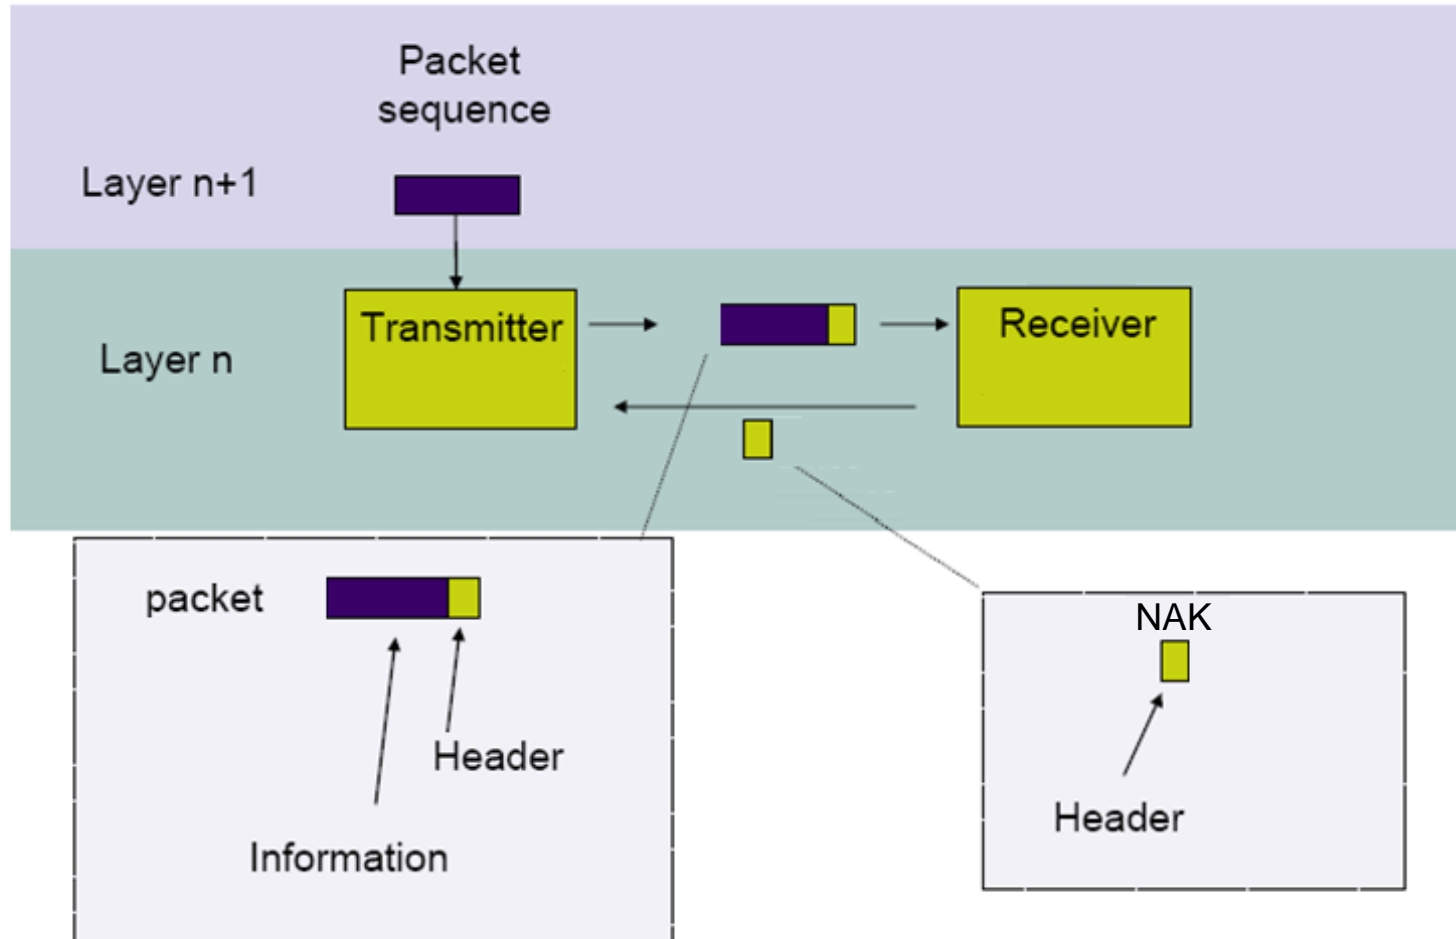 Packet
sequence
Layer n+1
Transmitter
Receiver
Layer n
packet
NAK
Header
Header
Information